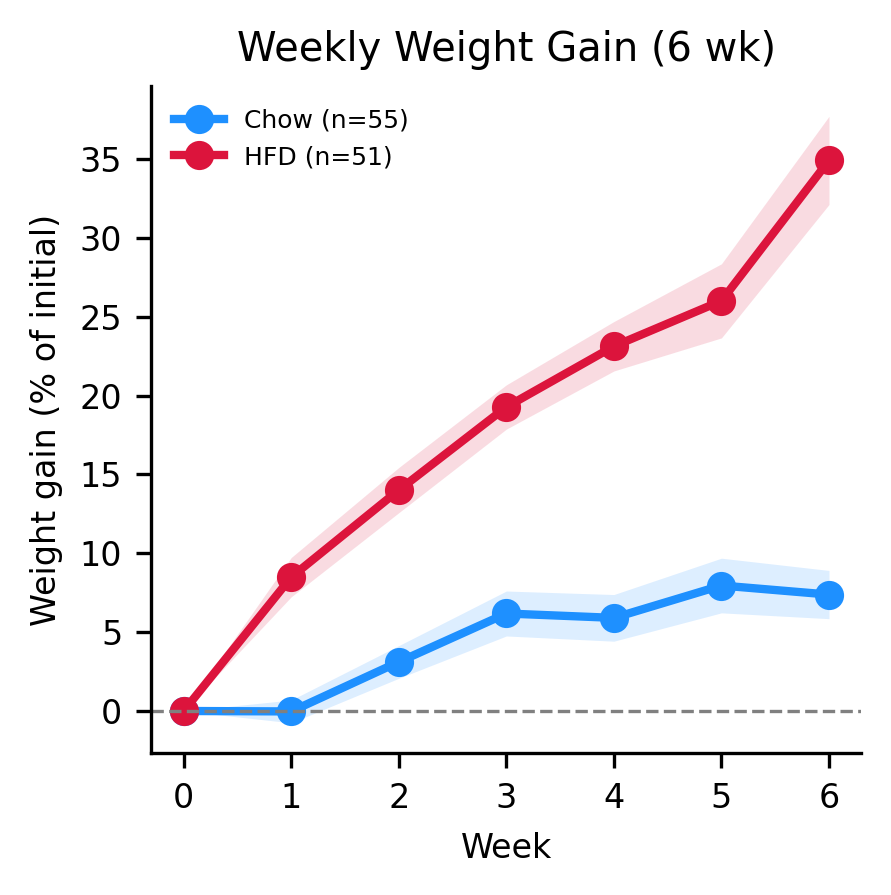 Weekly Weight Gain (6 wk)
Chow (n=55)
HFD (n=51)
Weight gain (% of initial)
35
30
25
20
15
10
5
0
0 1 2 3 4 5 6
Week